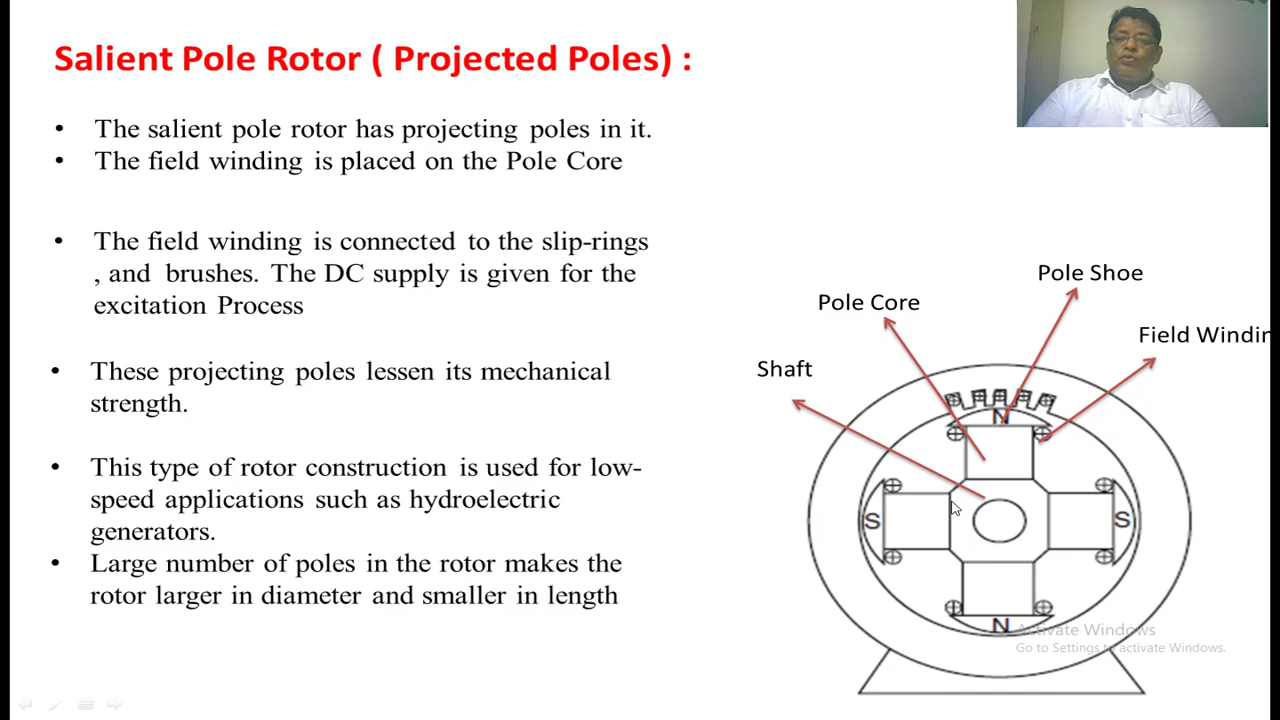 Salient Pole Rotor ( Projected Poles) :
• The salient pole rotor has projecting poles in it.
• The field winding is placed on the Pole Core
• The field winding is connected to the slip-rings
, and brushes. The DC supply is given for the
excitation Process
• These projecting poles lessen its mechanical
strength.
• This type of rotor construction is used for low-
speed applications such as hydroelectric
generators.
• Large number of poles in the rotor makes the
rotor larger in diameter and smaller in length
Pole Shoe
Pole Core
Field Windin
Shaft
N
S
S
N
Activate Windows
Go to Settings to activate Windows.